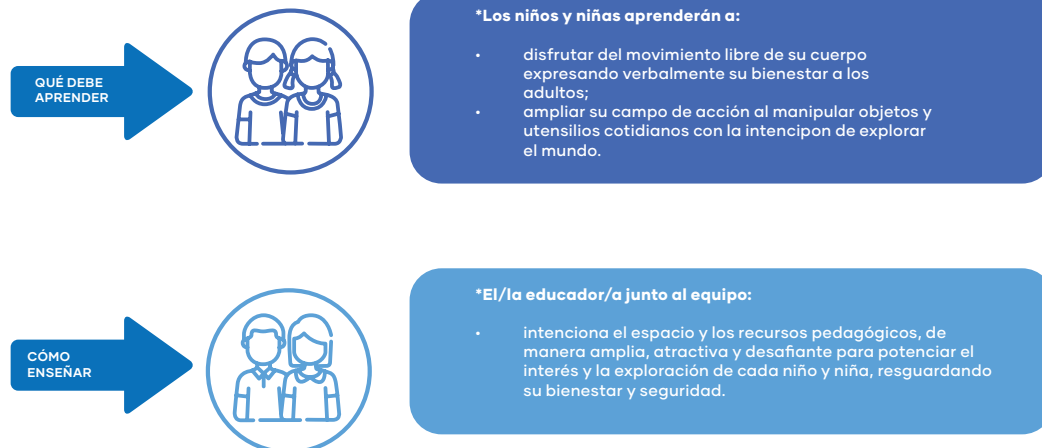 QUÉ DEBE
APRENDER
*Los niños y niñas aprenderán a:
• disfrutar del movimiento libre de su cuerpo
expresando verbalmente su bienestar a los
adultos;
• ampliar su campo de acción al manipular objetos y
utensilios cotidianos con la intencipon de explorar
el mundo.
CÓMO
ENSEÑAR
*El/la educador/a junto al equipo:
• intenciona el espacio y los recursos pedagógicos, de
manera amplia, atractiva y desafiante para potenciar el
interés y la exploración de cada niño y niña, resguardando
su bienestar y seguridad.